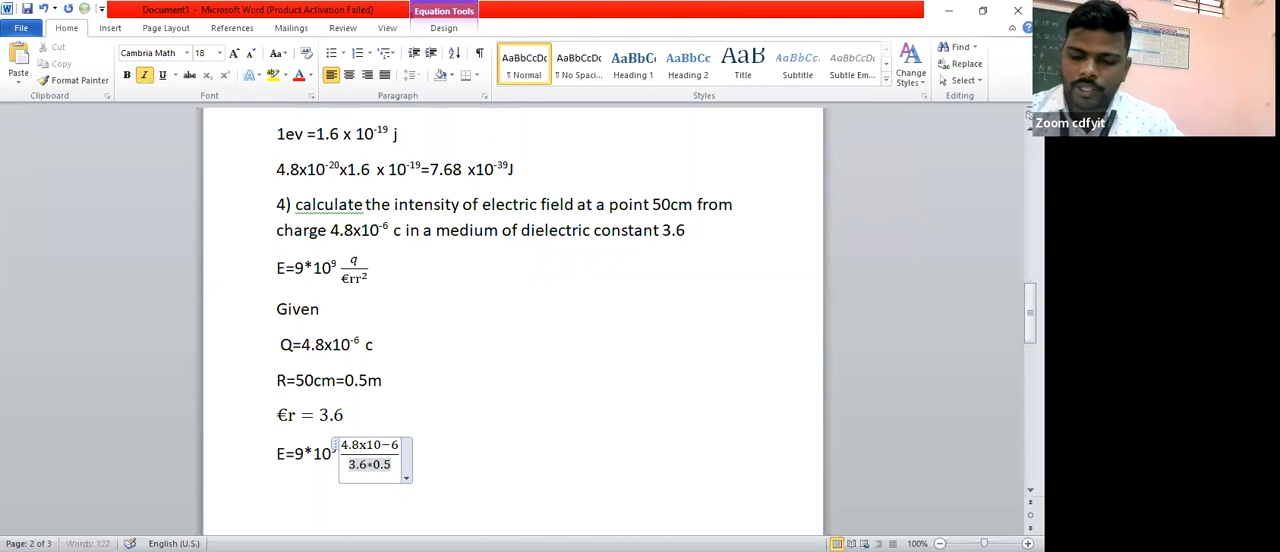 Document1 - Microsoft Word (Product Activation Failed)
Equation Tools
File Home Insert Page Layout References Mailings Review View Design
Paste Cut Copy Format Painter
Cambria Math 18
B I U abc x₂ x² Aa A
AaBbCcDc AaBbCcDc AaBbCc AaBbCc AaB AaBbCc. AaBbCcDc
¶ Normal ¶ No Spaci... Heading 1 Heading 2 Title Subtitle Subtle Em...
Change Styles
Find Replace Select
Clipboard Font Paragraph Styles Editing
Zoom cdfyit
1ev =1.6 x 10⁻¹⁹ j
4.8x10⁻²⁰x1.6 x 10⁻¹⁹=7.68 x10⁻³⁹J
4) calculate the intensity of electric field at a point 50cm from
charge 4.8x10⁻⁶ c in a medium of dielectric constant 3.6
E=9*10⁹ q
€rr²
Given
Q=4.8x10⁻⁶ c
R=50cm=0.5m
€r = 3.6
E=9*10⁹ 4.8x10−6
3.6*0.5
Page: 2 of 3 Words: 122 English (U.S.) 100%